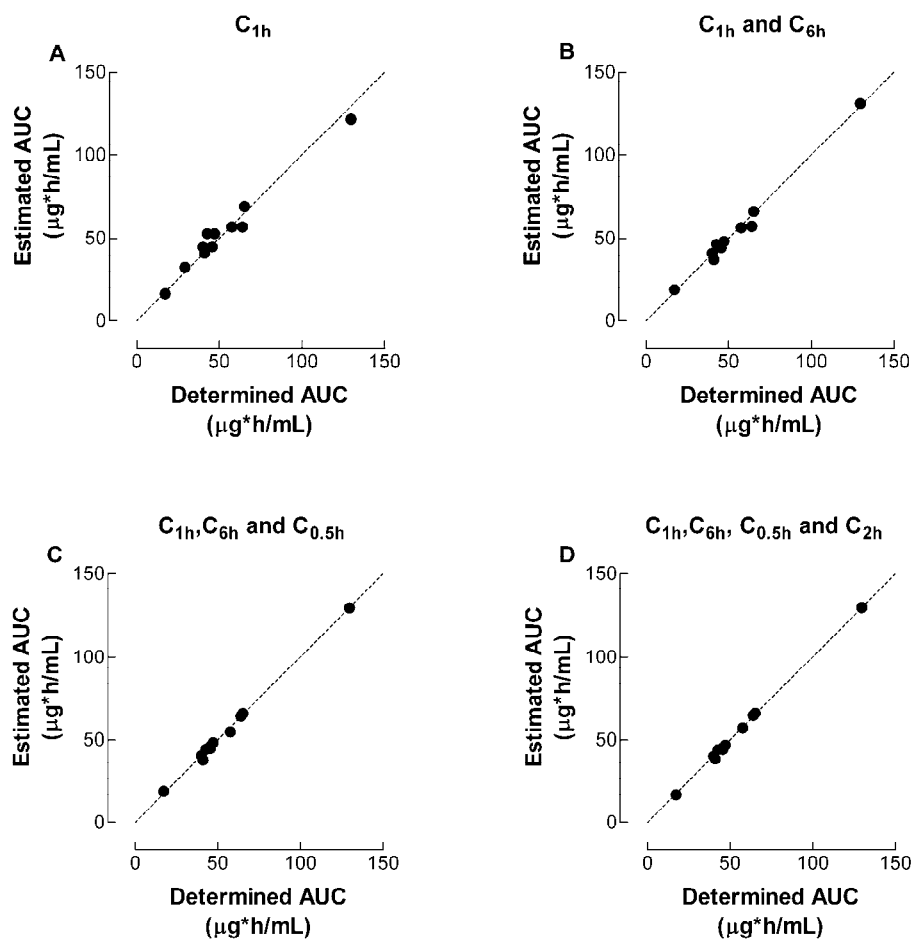 C1h
A
150
100
50
0
Estimated AUC
(μg*h/mL)
0 50 100 150
Determined AUC
(μg*h/mL)
C1h and C6h
B
150
100
50
0
Estimated AUC
(μg*h/mL)
0 50 100 150
Determined AUC
(μg*h/mL)
C1h,C6h and C0.5h
C
150
100
50
0
Estimated AUC
(μg*h/mL)
0 50 100 150
Determined AUC
(μg*h/mL)
C1h,C6h, C0.5h and C2h
D
150
100
50
0
Estimated AUC
(μg*h/mL)
0 50 100 150
Determined AUC
(μg*h/mL)